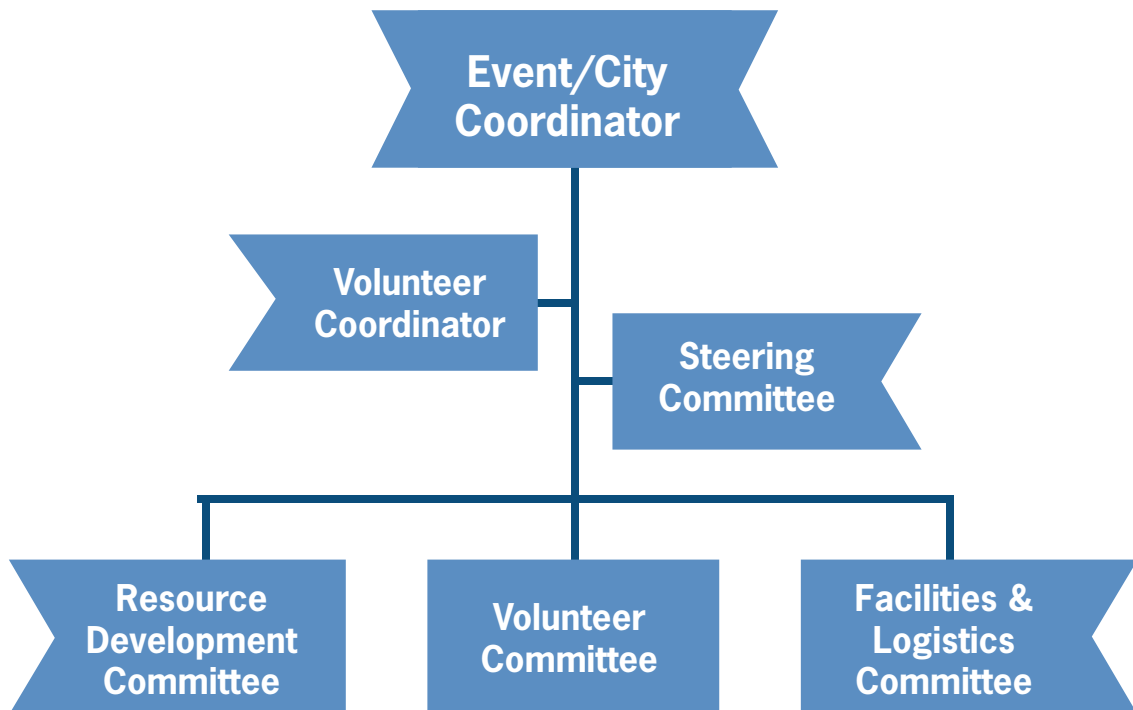 Event/City
Coordinator
Volunteer
Coordinator
Steering
Committee
Resource
Development
Committee
Volunteer
Committee
Facilities &
Logistics
Committee